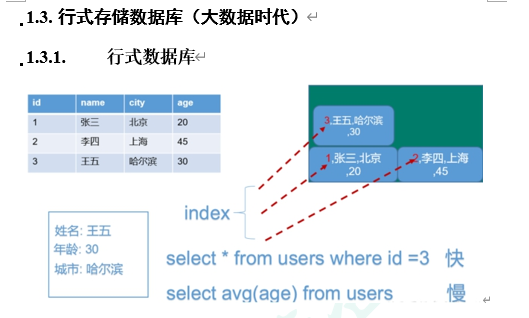 1.3. 行式存储数据库（大数据时代）
1.3.1. 行式数据库
id name city age
1 张三 北京 20
2 李四 上海 45
3 王五 哈尔滨 30
3,王五,哈尔滨
,30
1,张三,北京
,20
2,李四,上海
,45
index
姓名: 王五
年龄: 30
城市: 哈尔滨
select * from users where id =3 快
select avg(age) from users 慢